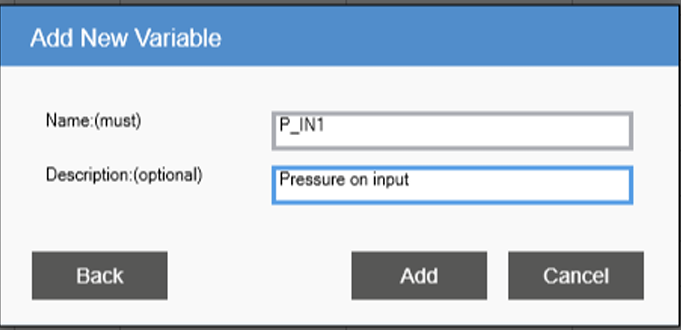 Add New Variable
Name:(must) P_IN1
Description:(optional) Pressure on input
Back Add Cancel